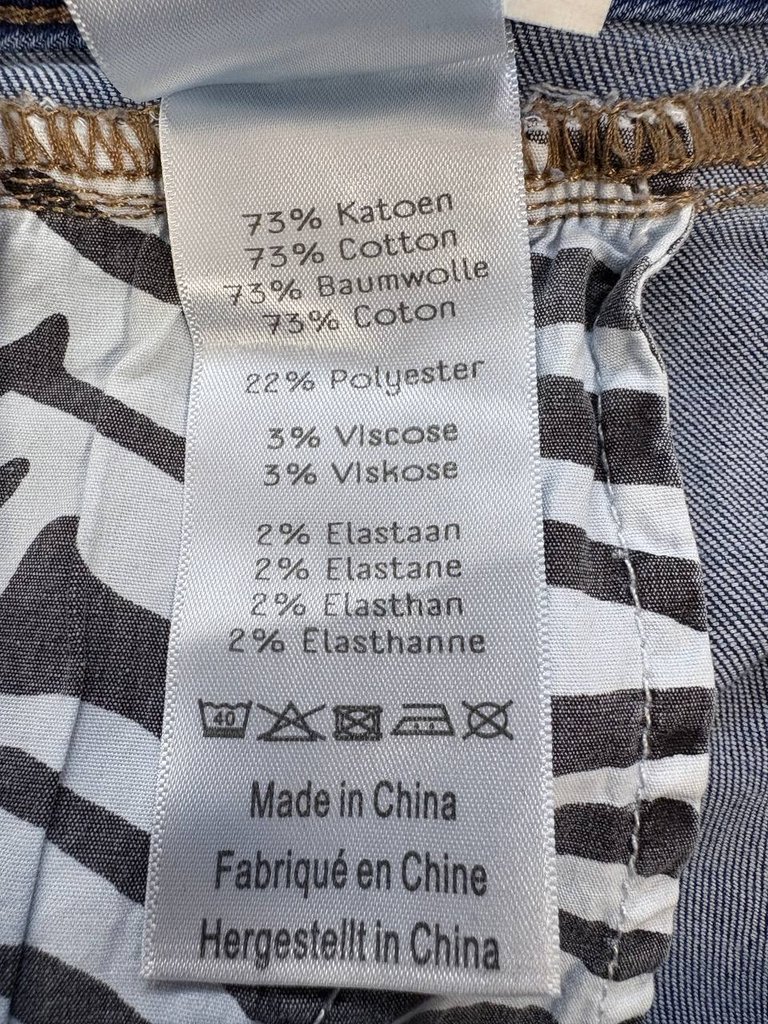 73% Katoen
73% Cotton
73% Baumwolle
73% Coton
22% Polyester
3% Viscose
3% Viskose
2% Elastaan
2% Elastane
2% Elasthan
2% Elasthanne
40
Made in China
Fabriqué en Chine
Hergestellt in China